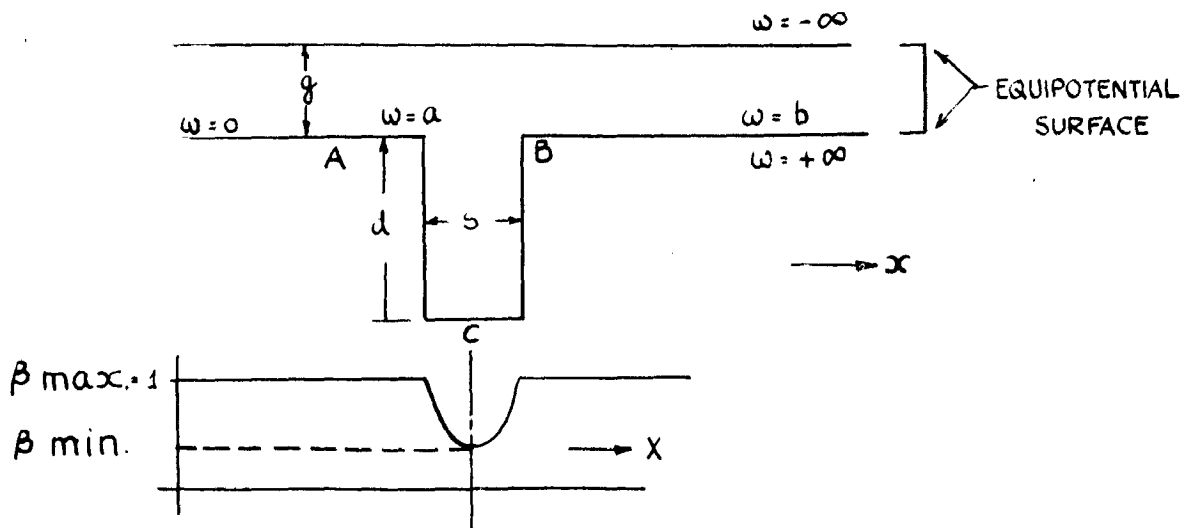 ω = -∞
EQUIPOTENTIAL
SURFACE
g
ω=0
ω=a
ω = b
A
B
ω = +∞
d
s
x
C
β max. = 1
β min.
X